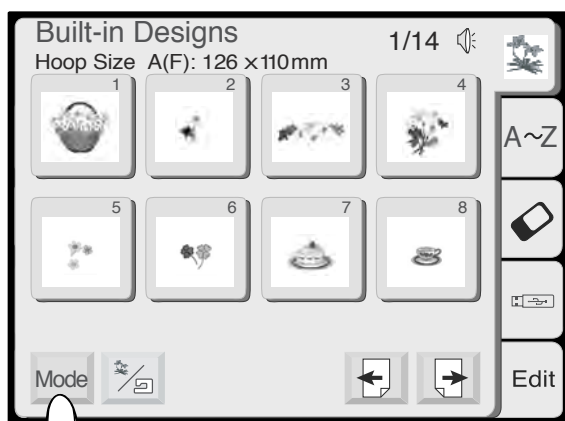 Built-in Designs
1/14
Hoop Size A(F): 126 ×110mm
1 2 3 4
A~Z
5 6 7 8
Mode
Edit